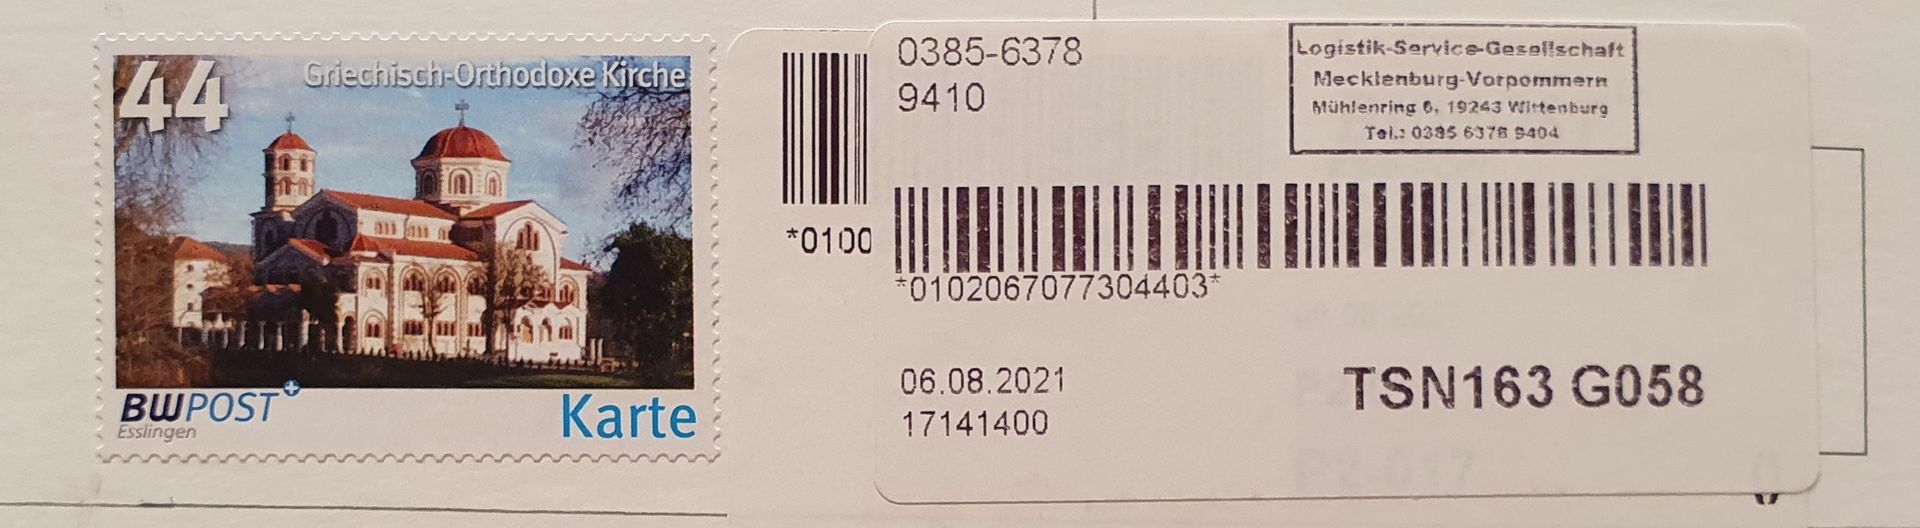 44
Griechisch-Orthodoxe Kirche
BWPOST+
Esslingen
Karte
*0100
0385-6378
9410
Logistik-Service-Gesellschaft
Mecklenburg-Vorpommern
Mühlenring 6, 19243 Wittenburg
Tel.: 0385 6378 9404
*0102067077304403*
06.08.2021
17141400
TSN163 G058